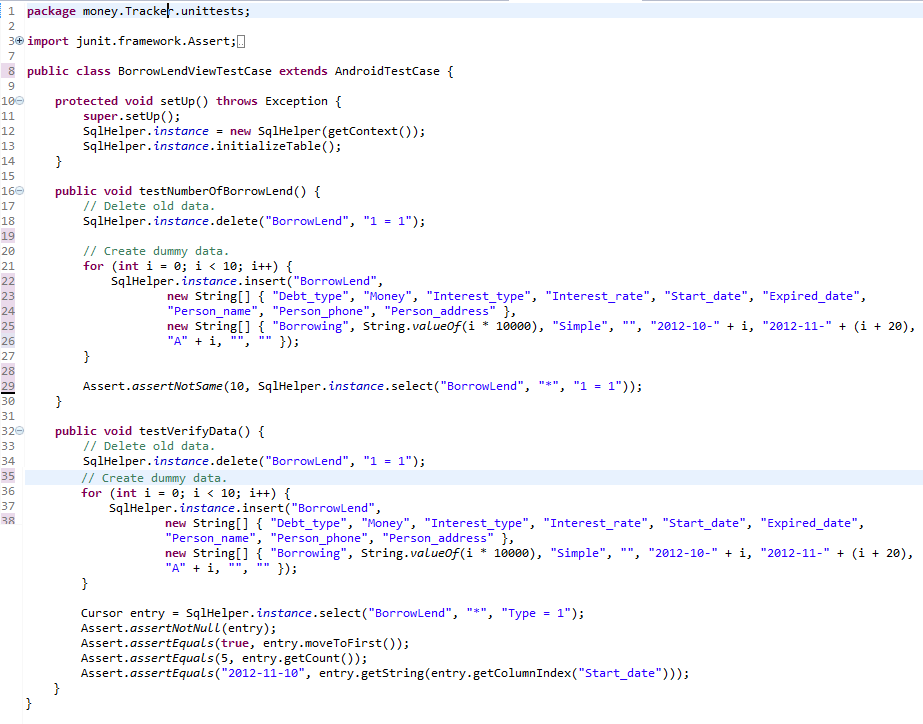 1 package money.Tracker.unittests;
2
3 import junit.framework.Assert;
7
8 public class BorrowLendViewTestCase extends AndroidTestCase {
9
10 protected void setUp() throws Exception {
11 super.setUp();
12 SqlHelper.instance = new SqlHelper(getContext());
13 SqlHelper.instance.initializeTable();
14 }
15
16 public void testNumberOfBorrowLend() {
17 // Delete old data.
18 SqlHelper.instance.delete("BorrowLend", "1 = 1");
19
20 // Create dummy data.
21 for (int i = 0; i < 10; i++) {
22 SqlHelper.instance.insert("BorrowLend",
23 new String[] { "Debt_type", "Money", "Interest_type", "Interest_rate", "Start_date", "Expired_date",
24 "Person_name", "Person_phone", "Person_address" },
25 new String[] { "Borrowing", String.valueOf(i * 10000), "Simple", "", "2012-10-" + i, "2012-11-" + (i + 20),
26 "A" + i, "", "" });
27 }
28
29 Assert.assertNotSame(10, SqlHelper.instance.select("BorrowLend", "*", "1 = 1"));
30 }
31
32 public void testVerifyData() {
33 // Delete old data.
34 SqlHelper.instance.delete("BorrowLend", "1 = 1");
35 // Create dummy data.
36 for (int i = 0; i < 10; i++) {
37 SqlHelper.instance.insert("BorrowLend",
38 new String[] { "Debt_type", "Money", "Interest_type", "Interest_rate", "Start_date", "Expired_date",
"Person_name", "Person_phone", "Person_address" },
new String[] { "Borrowing", String.valueOf(i * 10000), "Simple", "", "2012-10-" + i, "2012-11-" + (i + 20),
"A" + i, "", "" });
}
Cursor entry = SqlHelper.instance.select("BorrowLend", "*", "Type = 1");
Assert.assertNotNull(entry);
Assert.assertEquals(true, entry.moveToFirst());
Assert.assertEquals(5, entry.getCount());
Assert.assertEquals("2012-11-10", entry.getString(entry.getColumnIndex("Start_date")));
}
}